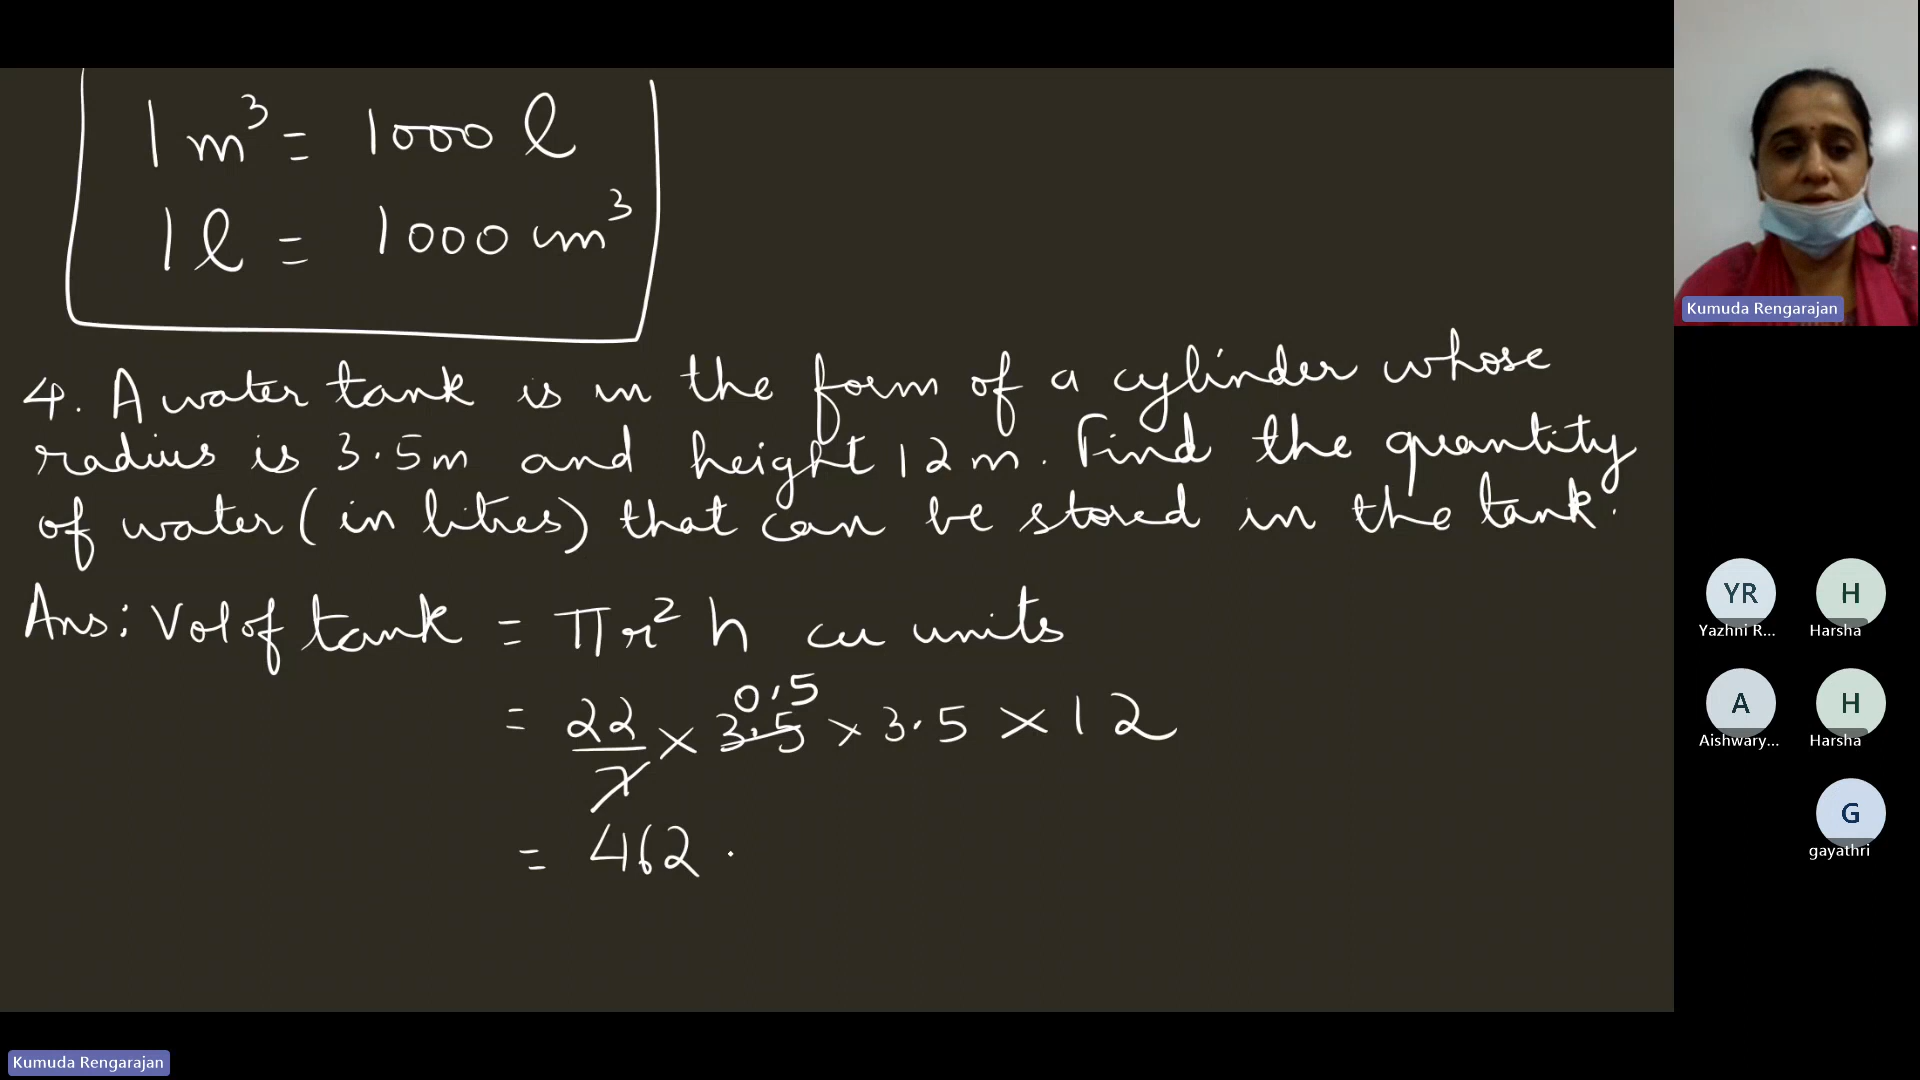 1 m³ = 1000 l
1 l = 1000 cm³
4. A water tank is in the form of a cylinder whose
radius is 3.5m and height 12m. Find the quantity
of water (in litres) that can be stored in the tank.
Ans: Vol of tank = πr² h cu units
0.5
= 22/7 × 3.5 × 3.5 × 12
= 462 .
Kumuda Rengarajan
YR
H
Yazhni R...
Harsha
A
H
Aishwary...
Harsha
G
gayathri
Kumuda Rengarajan